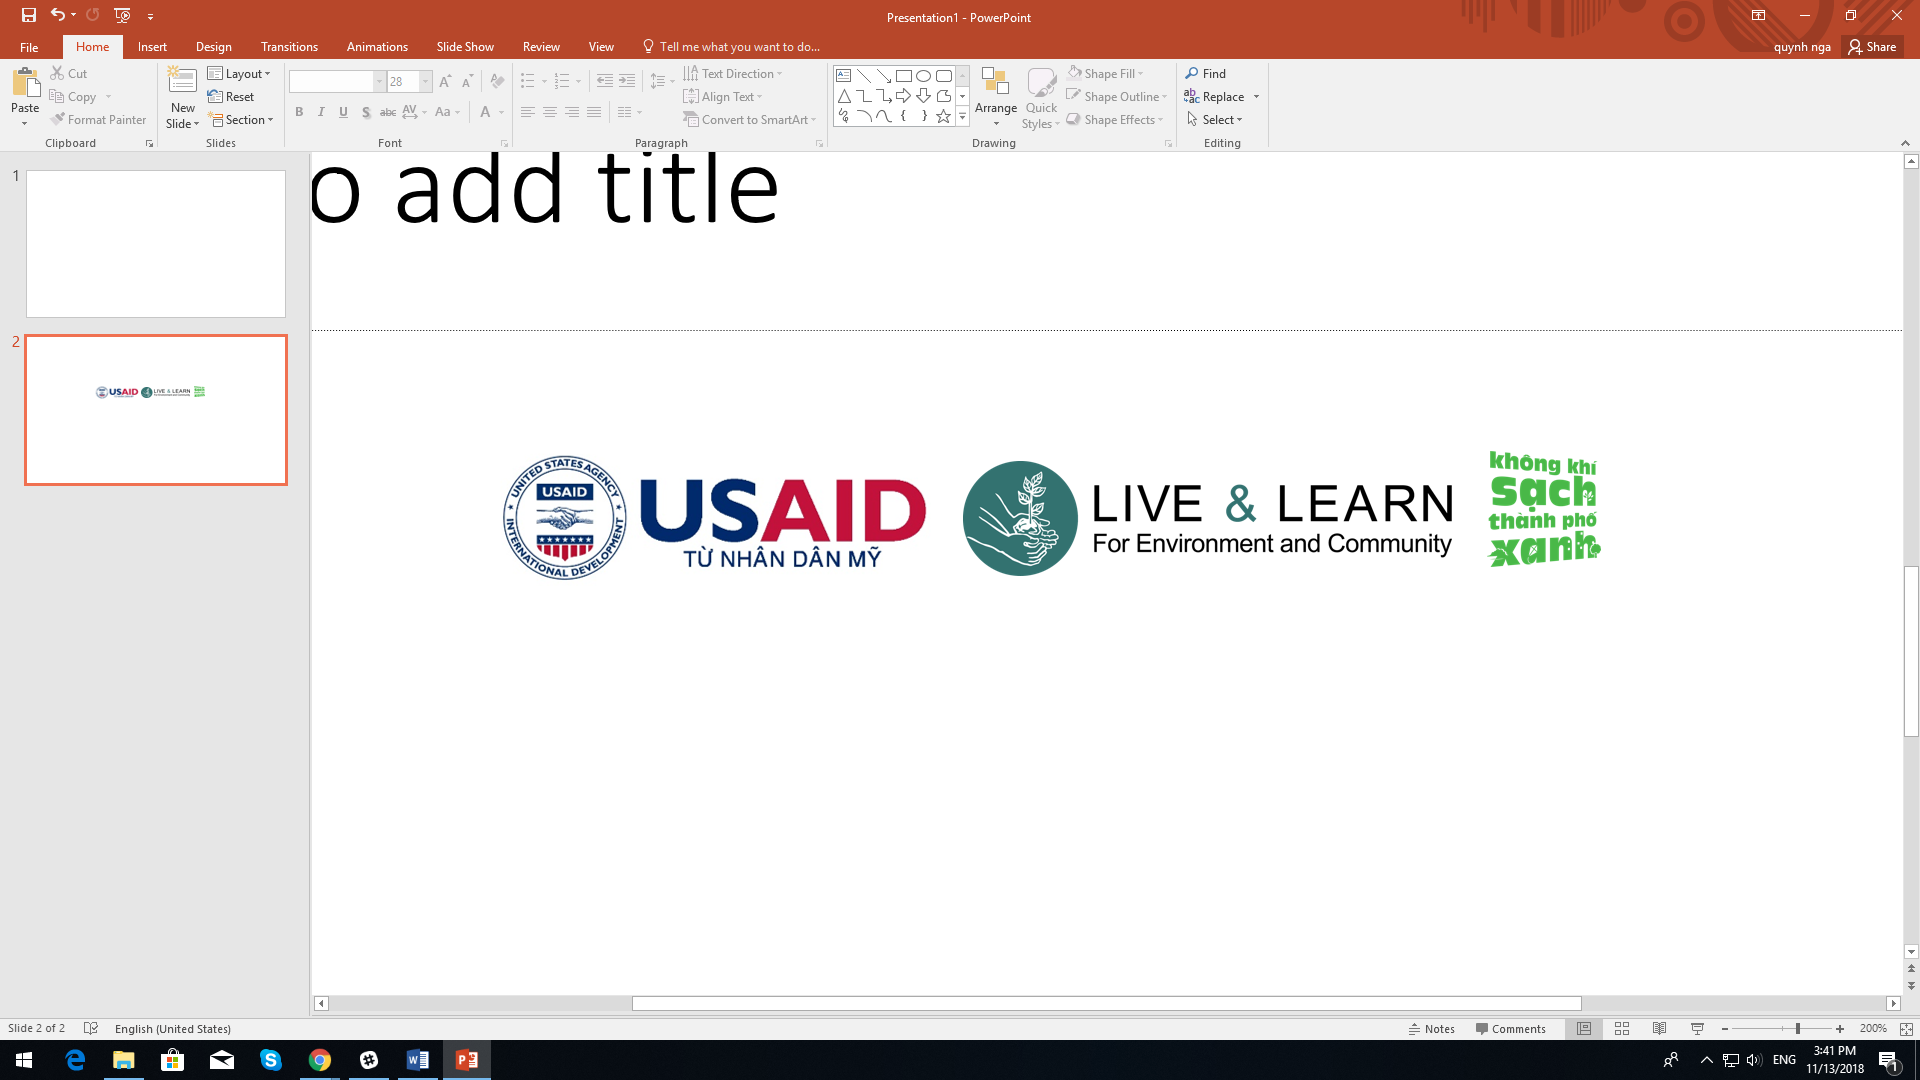 Presentation1 - PowerPoint
File Home Insert Design Transitions Animations Slide Show Review View Tell me what you want to do... quynh nga Share
Paste
Cut
Copy
Format Painter
Clipboard
New Slide
Layout
Reset
Section
Slides
28
B I U S abc AV Aa A
Font
Text Direction
Align Text
Convert to SmartArt
Paragraph
Arrange
Quick Styles
Shape Fill
Shape Outline
Shape Effects
Drawing
Find
Replace
Select
Editing
1
2
o add title
UNITED STATES AGENCY
USAID
INTERNATIONAL DEVELOPMENT
USAID
TỪ NHÂN DÂN MỸ
LIVE & LEARN
For Environment and Community
không khí
sạch
thành phố
xanh
Slide 2 of 2 English (United States) Notes Comments 200%
ENG
3:41 PM
11/13/2018
1